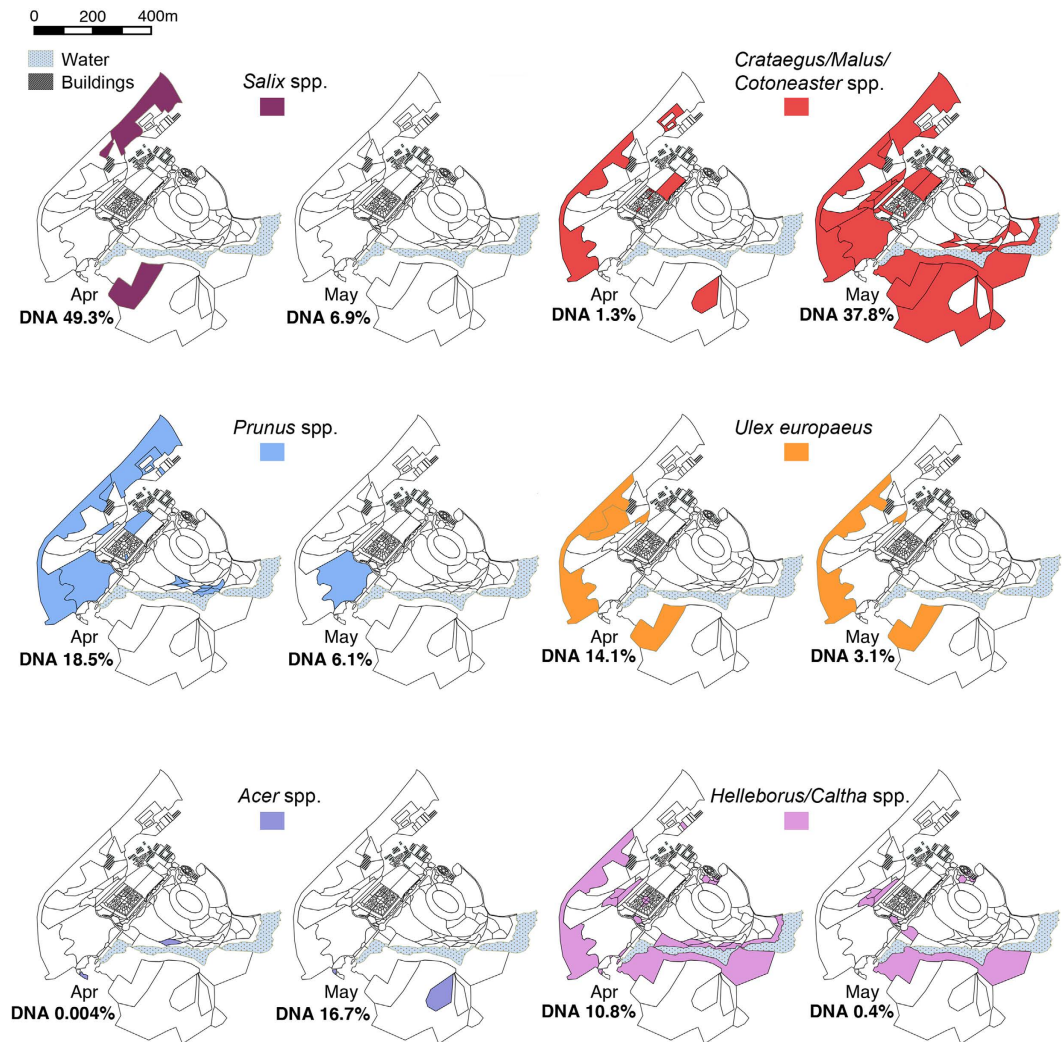 0 200 400m
Water
Buildings
Salix spp.
Crataegus/Malus/
Cotoneaster spp.
Apr
DNA 49.3%
May
DNA 6.9%
Apr
DNA 1.3%
May
DNA 37.8%
Prunus spp.
Ulex europaeus
Apr
DNA 18.5%
May
DNA 6.1%
Apr
DNA 14.1%
May
DNA 3.1%
Acer spp.
Helleborus/Caltha spp.
Apr
DNA 0.004%
May
DNA 16.7%
Apr
DNA 10.8%
May
DNA 0.4%